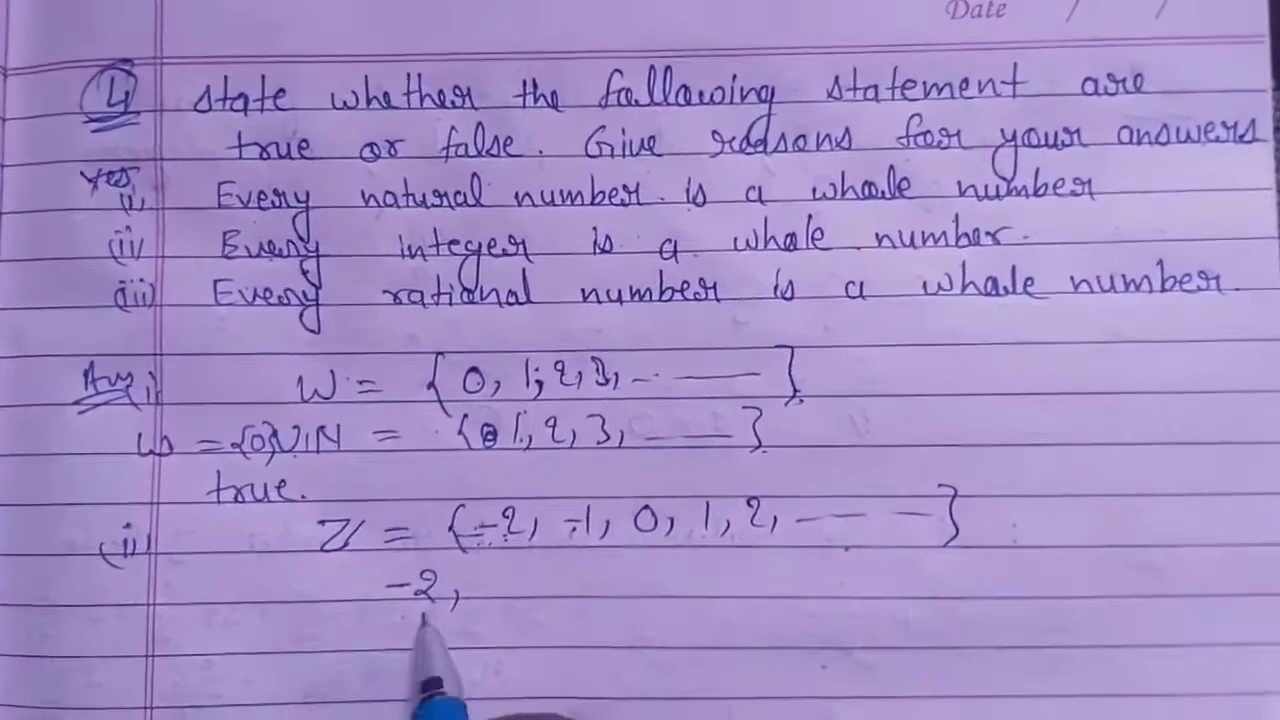 Date / /
4 state whether the following statement are
true or false. Give reasons for your answers
yes
(i) Every natural number is a whole number
(ii) Every integer is a whole number.
(iii) Every rational number is a whole number.
Ans i) W = { 0, 1, 2, 3, - —— }
W = {0}UN = { 0 1, 2, 3, —— }
true.
(ii) Z = { -2, -1, 0, 1, 2, — — - }
-2,